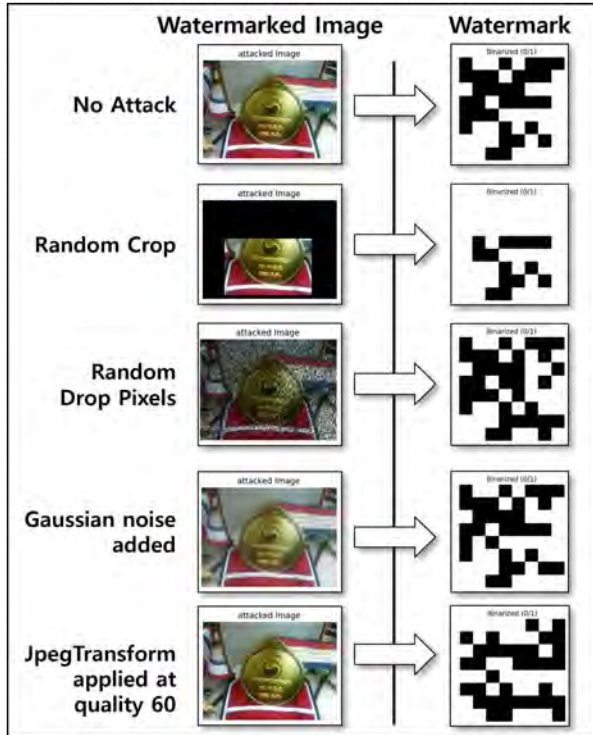 Watermarked Image
Watermark
No Attack
attacked Image
Binarized (0/1)
Random Crop
attacked Image
Binarized (0/1)
Random
Drop Pixels
attacked Image
Binarized (0/1)
Gaussian noise
added
attacked Image
Binarized (0/1)
JpegTransform
applied at
quality 60
attacked Image
Binarized (0/1)